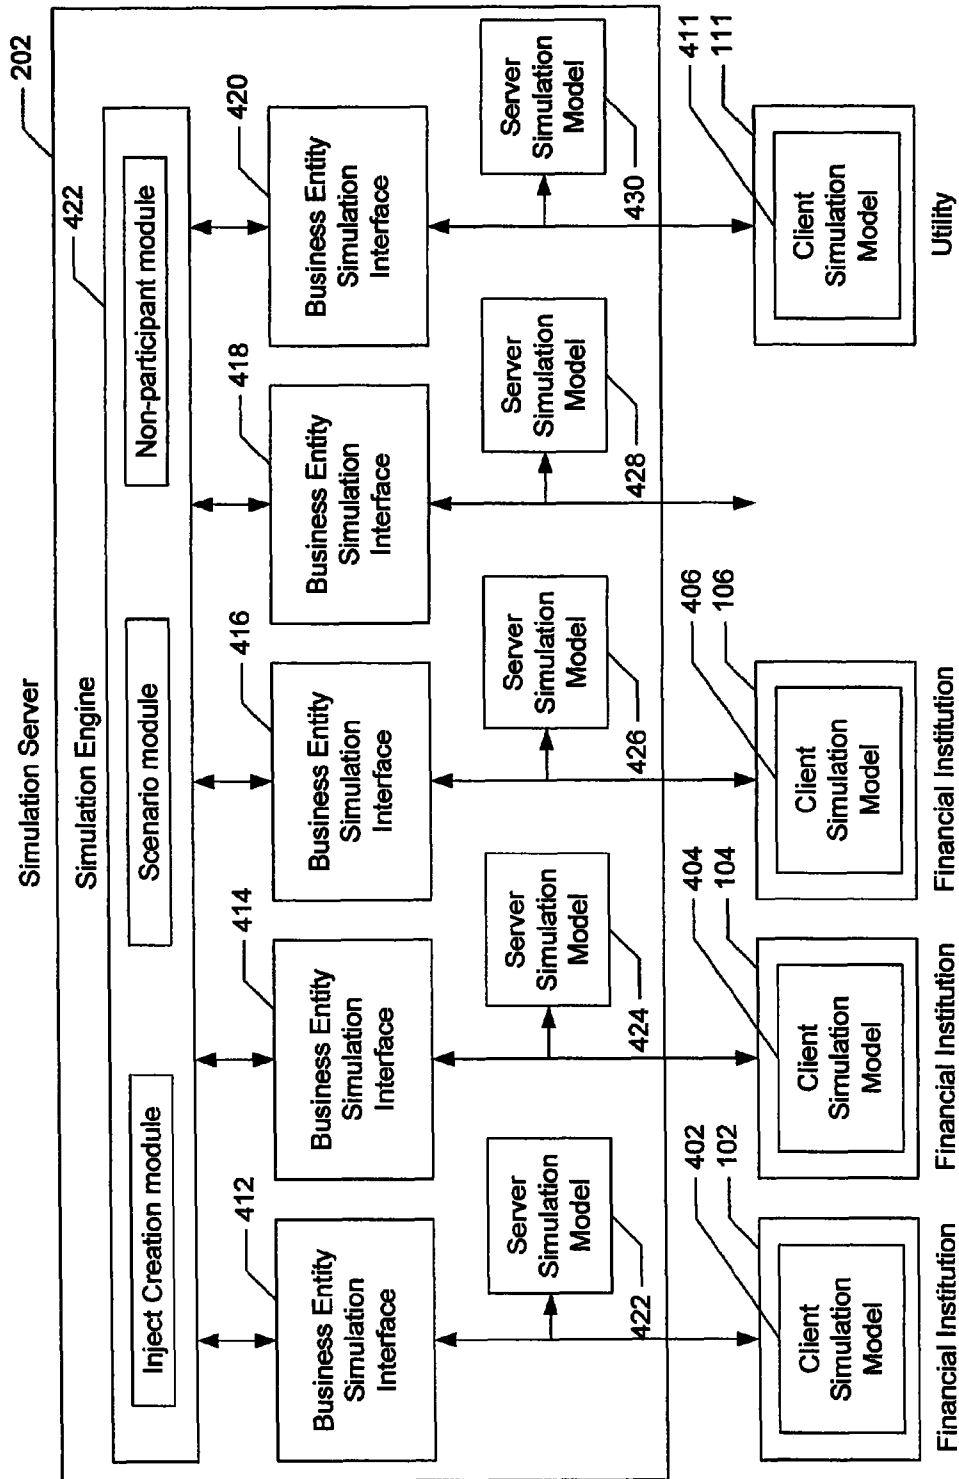 Simulation Server
202
Simulation Engine
422
Inject Creation module
Scenario module
Non-participant module
412
414
416
418
420
Business Entity
Simulation
Interface
Business Entity
Simulation
Interface
Business Entity
Simulation
Interface
Business Entity
Simulation
Interface
Business Entity
Simulation
Interface
Server
Simulation
Model
Server
Simulation
Model
Server
Simulation
Model
Server
Simulation
Model
Server
Simulation
Model
422
424
426
428
430
402
102
404
104
406
106
411
111
Client
Simulation
Model
Client
Simulation
Model
Client
Simulation
Model
Client
Simulation
Model
Financial Institution
Financial Institution
Financial Institution
Utility